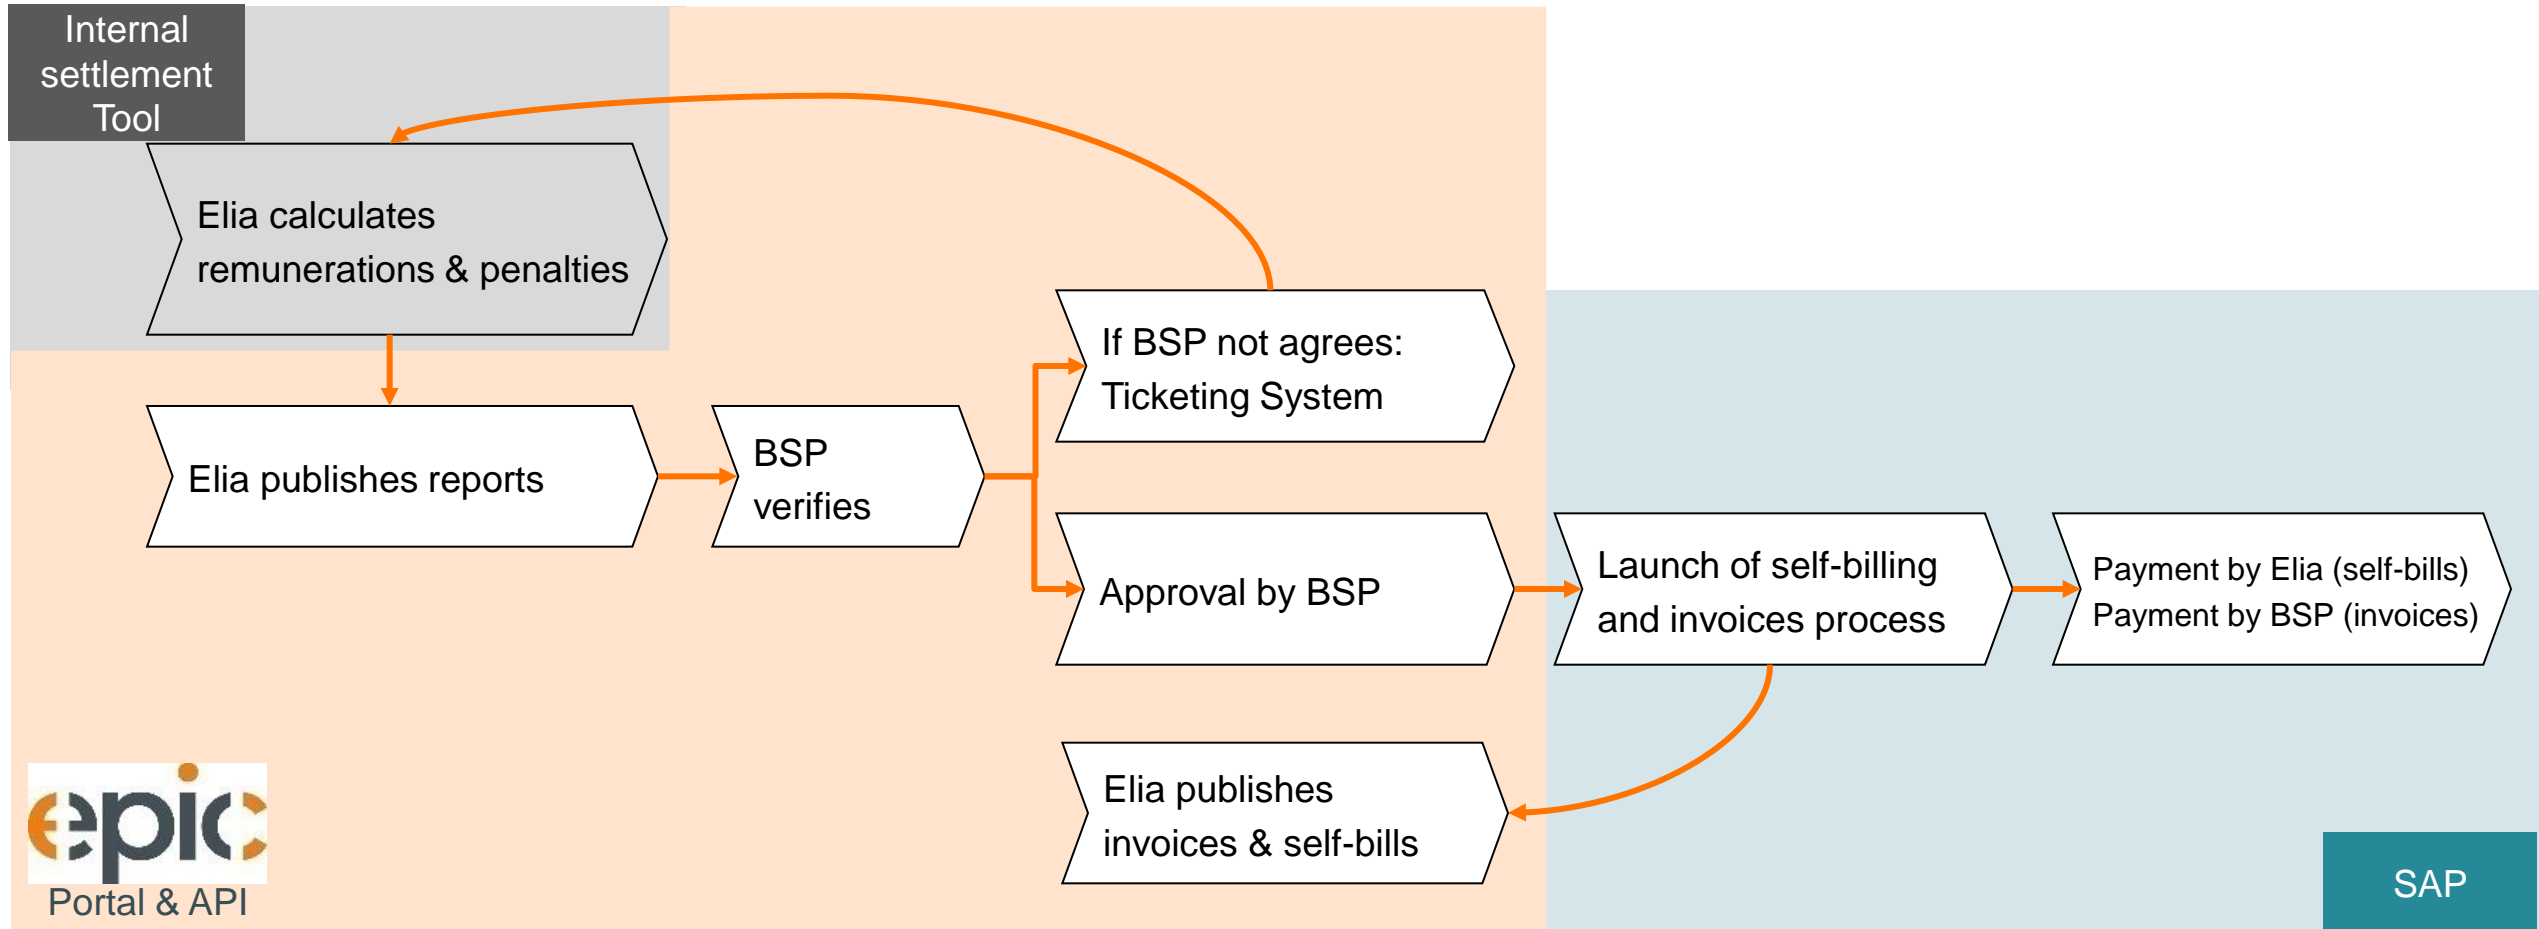 Internal
settlement
Tool
Elia calculates
remunerations & penalties
Elia publishes reports
BSP
verifies
If BSP not agrees:
Ticketing System
Approval by BSP
Launch of self-billing
and invoices process
Payment by Elia (self-bills)
Payment by BSP (invoices)
Elia publishes
invoices & self-bills
epic
Portal & API
SAP